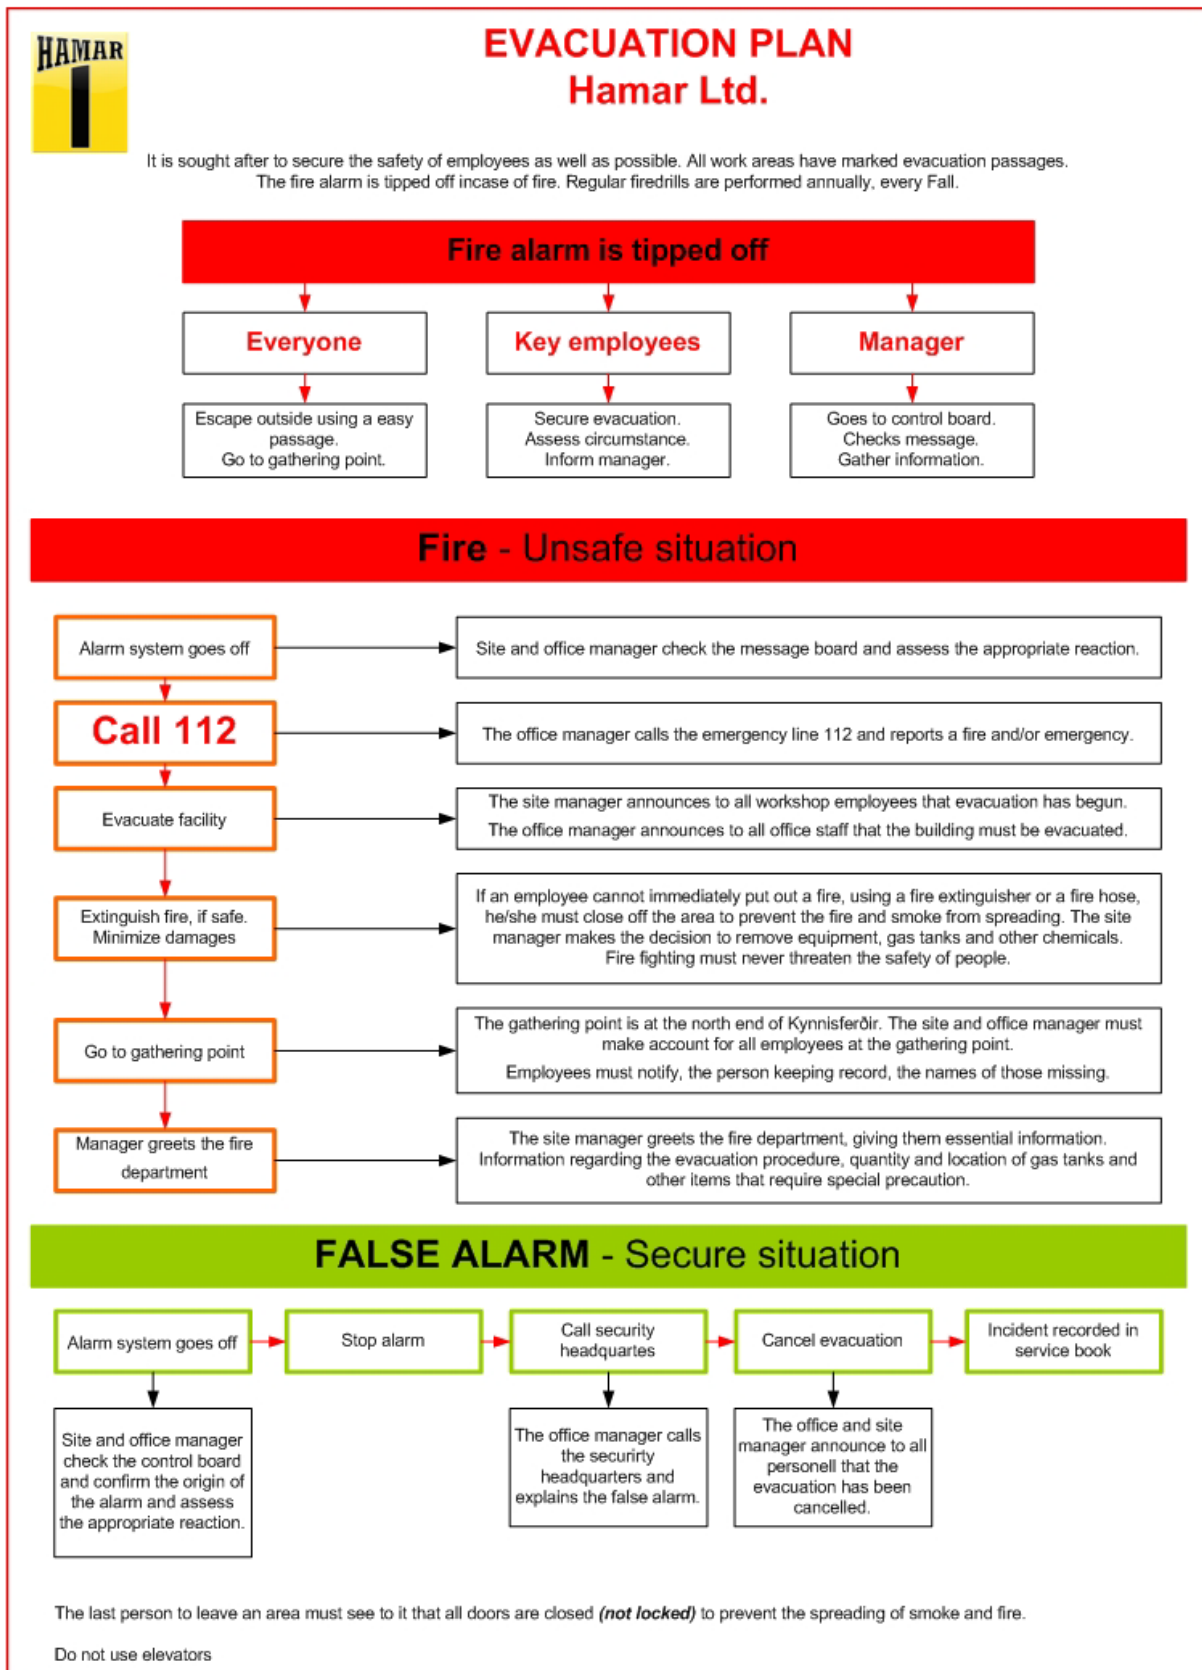 HAMAR
EVACUATION PLAN
Hamar Ltd.
It is sought after to secure the safety of employees as well as possible. All work areas have marked evacuation passages.
The fire alarm is tipped off incase of fire. Regular firedrills are performed annually, every Fall.
Fire alarm is tipped off
Everyone
Key employees
Manager
Escape outside using a easy
passage.
Go to gathering point.
Secure evacuation.
Assess circumstance.
Inform manager.
Goes to control board.
Checks message.
Gather information.
Fire - Unsafe situation
Alarm system goes off
Site and office manager check the message board and assess the appropriate reaction.
Call 112
The office manager calls the emergency line 112 and reports a fire and/or emergency.
Evacuate facility
The site manager announces to all workshop employees that evacuation has begun.
The office manager announces to all office staff that the building must be evacuated.
Extinguish fire, if safe.
Minimize damages
If an employee cannot immediately put out a fire, using a fire extinguisher or a fire hose,
he/she must close off the area to prevent the fire and smoke from spreading. The site
manager makes the decision to remove equipment, gas tanks and other chemicals.
Fire fighting must never threaten the safety of people.
Go to gathering point
The gathering point is at the north end of Kynnisferðir. The site and office manager must
make account for all employees at the gathering point.
Employees must notify, the person keeping record, the names of those missing.
Manager greets the fire
department
The site manager greets the fire department, giving them essential information.
Information regarding the evacuation procedure, quantity and location of gas tanks and
other items that require special precaution.
FALSE ALARM - Secure situation
Alarm system goes off
Stop alarm
Call security
headquartes
Cancel evacuation
Incident recorded in
service book
Site and office manager
check the control board
and confirm the origin of
the alarm and assess
the appropriate reaction.
The office manager calls
the securirty
headquarters and
explains the false alarm.
The office and site
manager announce to all
personell that the
evacuation has been
cancelled.
The last person to leave an area must see to it that all doors are closed (not locked) to prevent the spreading of smoke and fire.
Do not use elevators